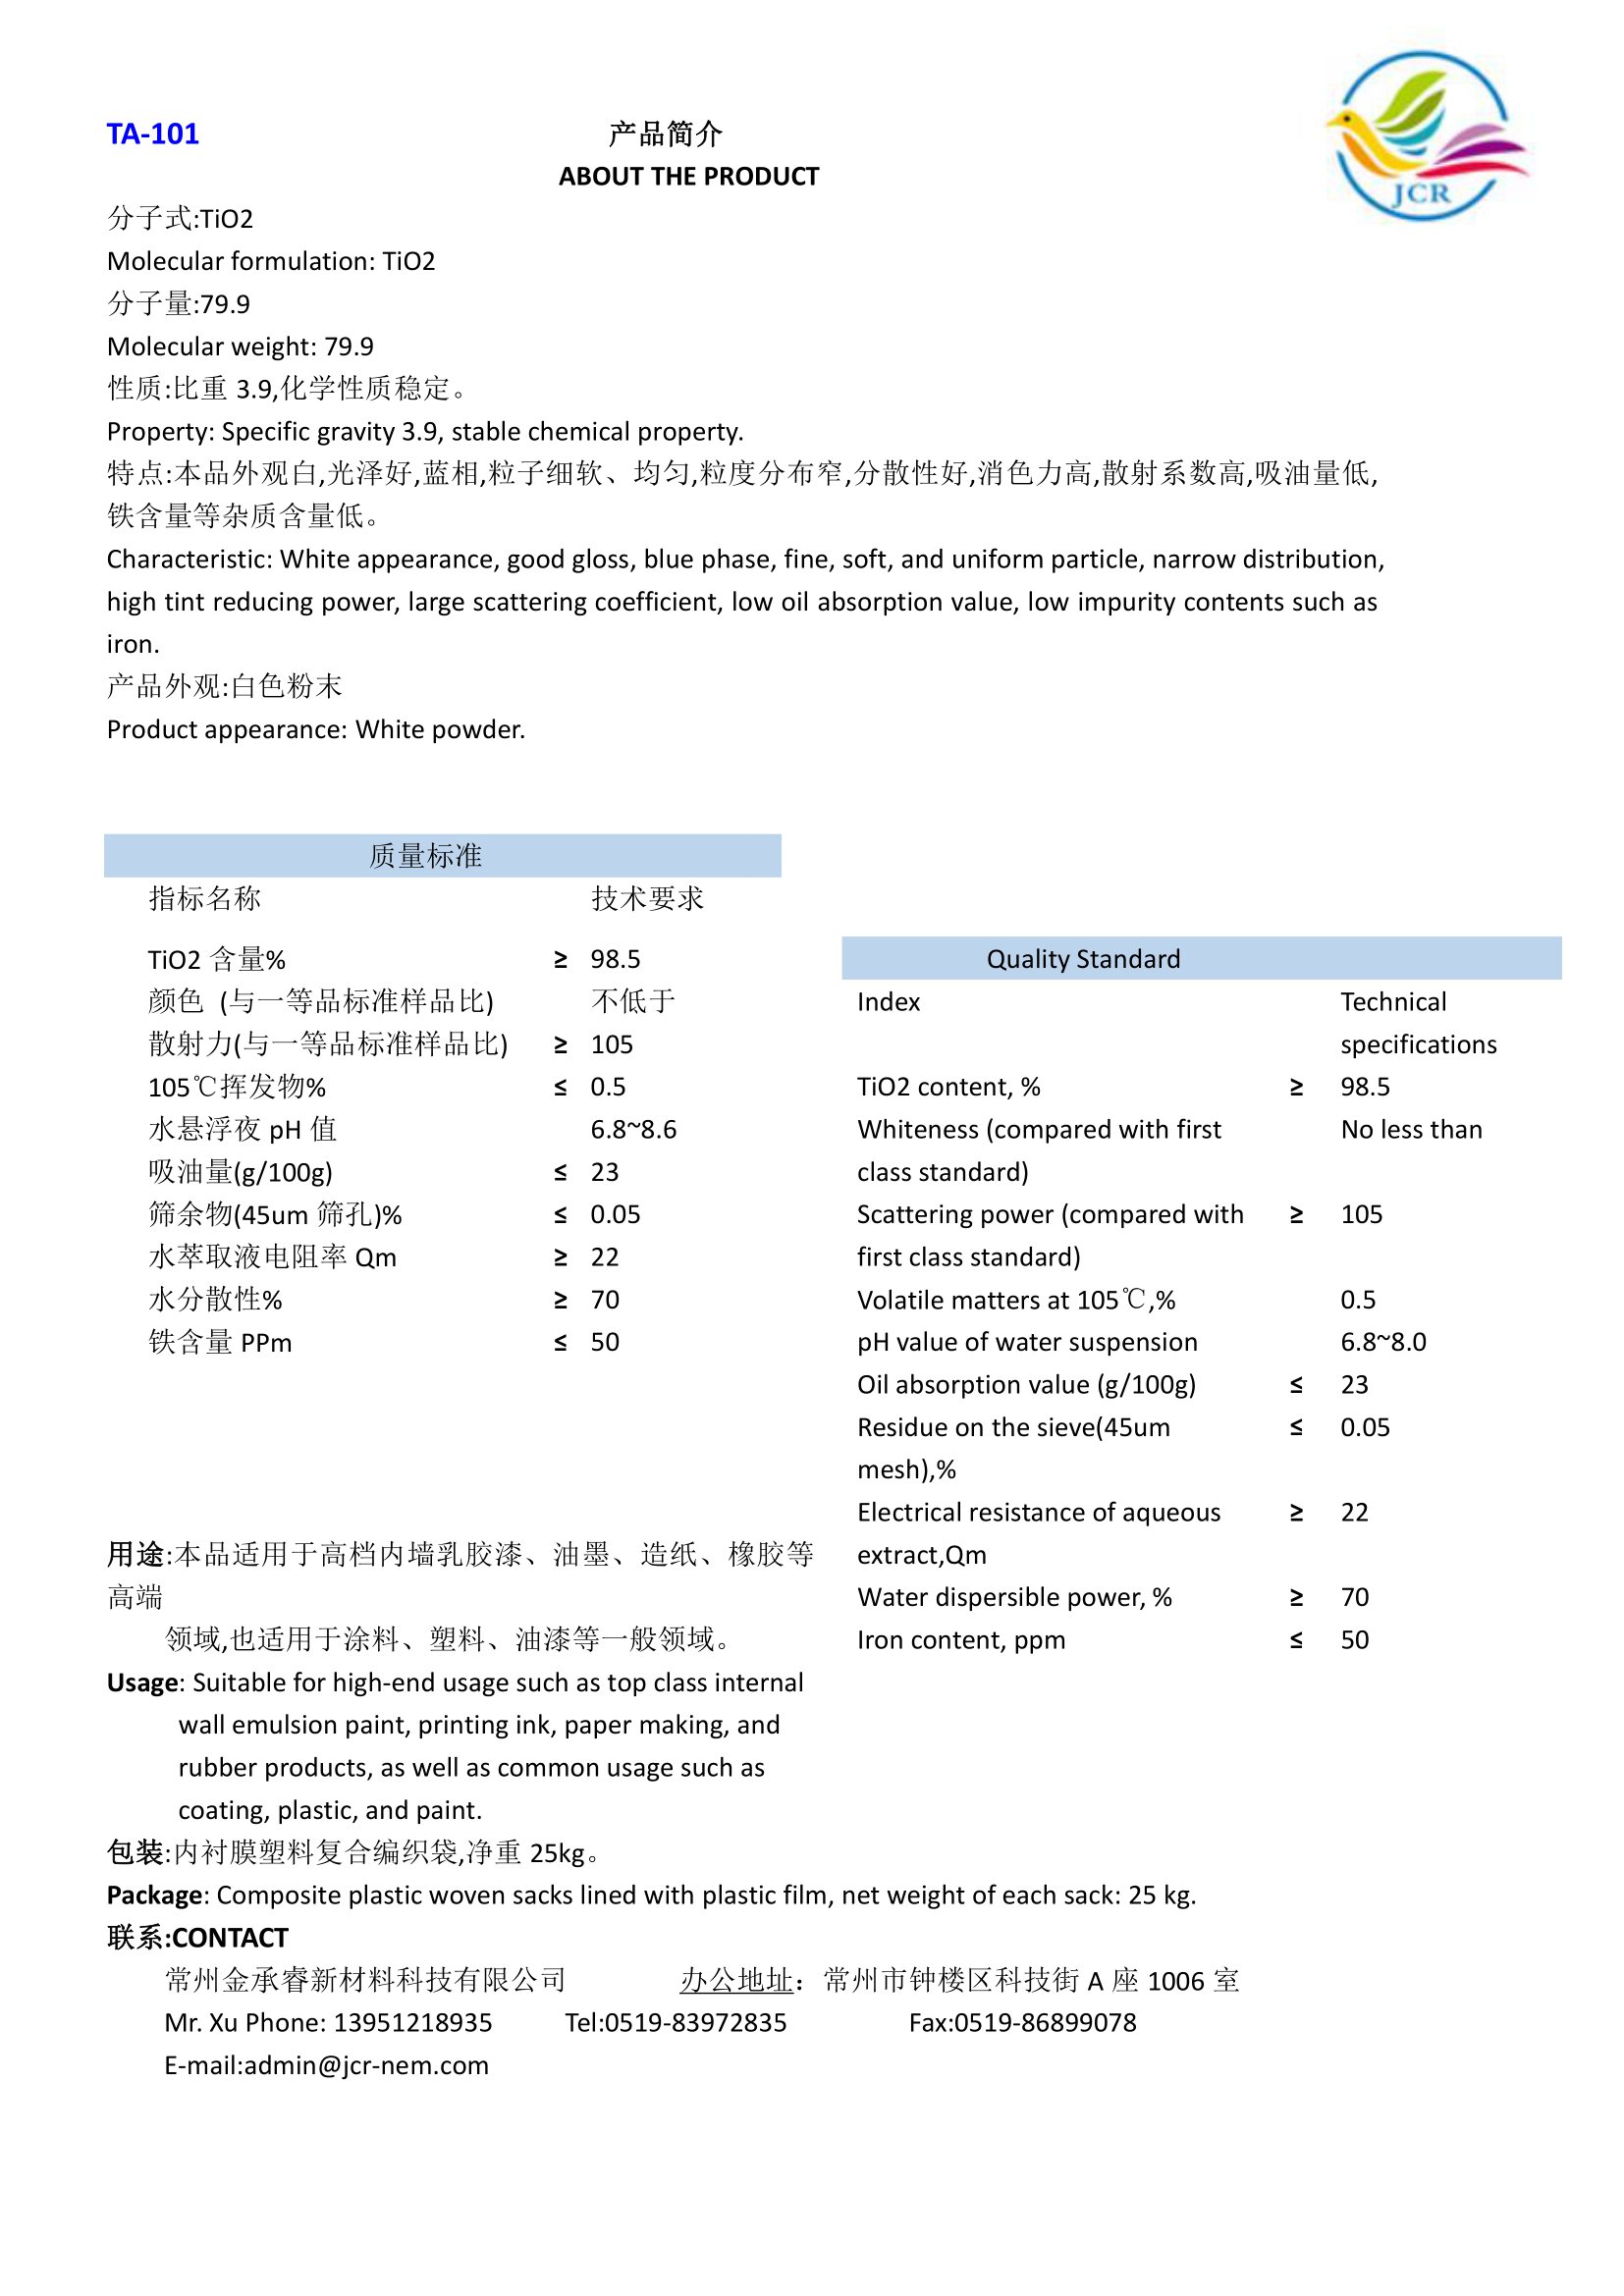 TA-101 产品简介
ABOUT THE PRODUCT
JCR
分子式:TiO2
Molecular formulation: TiO2
分子量:79.9
Molecular weight: 79.9
性质:比重 3.9,化学性质稳定。
Property: Specific gravity 3.9, stable chemical property.
特点:本品外观白,光泽好,蓝相,粒子细软、均匀,粒度分布窄,分散性好,消色力高,散射系数高,吸油量低,
铁含量等杂质含量低。
Characteristic: White appearance, good gloss, blue phase, fine, soft, and uniform particle, narrow distribution,
high tint reducing power, large scattering coefficient, low oil absorption value, low impurity contents such as
iron.
产品外观:白色粉末
Product appearance: White powder.
质量标准
指标名称 技术要求
TiO2 含量% ≥ 98.5
颜色 (与一等品标准样品比) 不低于
散射力(与一等品标准样品比) ≥ 105
105℃挥发物% ≤ 0.5
水悬浮夜 pH 值 6.8~8.6
吸油量(g/100g) ≤ 23
筛余物(45um 筛孔)% ≤ 0.05
水萃取液电阻率 Qm ≥ 22
水分散性% ≥ 70
铁含量 PPm ≤ 50
Quality Standard
Index Technical
specifications
TiO2 content, % ≥ 98.5
Whiteness (compared with first No less than
class standard)
Scattering power (compared with ≥ 105
first class standard)
Volatile matters at 105℃,% 0.5
pH value of water suspension 6.8~8.0
Oil absorption value (g/100g) ≤ 23
Residue on the sieve(45um ≤ 0.05
mesh),%
Electrical resistance of aqueous ≥ 22
extract,Qm
Water dispersible power, % ≥ 70
Iron content, ppm ≤ 50
用途:本品适用于高档内墙乳胶漆、油墨、造纸、橡胶等
高端
领域,也适用于涂料、塑料、油漆等一般领域。
Usage: Suitable for high-end usage such as top class internal
wall emulsion paint, printing ink, paper making, and
rubber products, as well as common usage such as
coating, plastic, and paint.
包装:内衬膜塑料复合编织袋,净重 25kg。
Package: Composite plastic woven sacks lined with plastic film, net weight of each sack: 25 kg.
联系:CONTACT
常州金承睿新材料科技有限公司 办公地址：常州市钟楼区科技街 A 座 1006 室
Mr. Xu Phone: 13951218935 Tel:0519-83972835 Fax:0519-86899078
E-mail:admin@jcr-nem.com